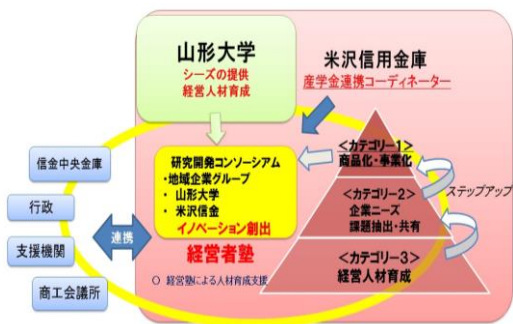 山形大学
シーズの提供
経営人材育成
米沢信用金庫
産学金連携コーディネーター
信金中央金庫
行政
支援機関
商工会議所
連携
研究開発コンソーシアム
・地域企業グループ
・ 山形大学
・ 米沢信金
イノベーション創出
経営者塾
○ 経営塾による人材育成支援
＜カテゴリー1＞
商品化・事業化
＜カテゴリー2＞
企業ニーズ
課題抽出・共有
＜カテゴリー3＞
経営人材育成
ステップアップ